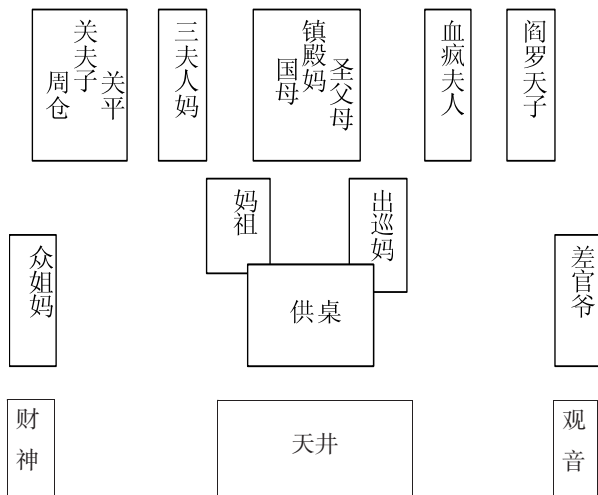 关夫子
周仓
关平
三夫人妈
镇殿妈
国母
圣父母
血疯夫人
阎罗天子
妈祖
出巡妈
众姐妈
供桌
差官爷
财神
天井
观音